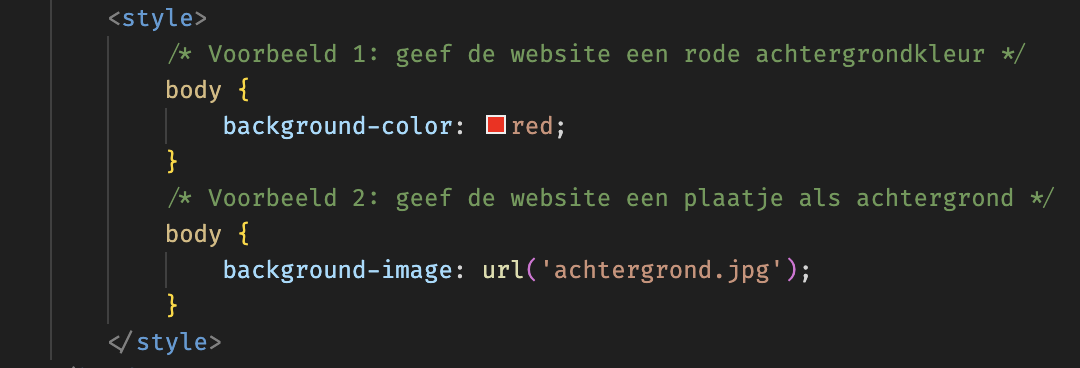 <style>
/* Voorbeeld 1: geef de website een rode achtergrondkleur */
body {
background-color: red;
}
/* Voorbeeld 2: geef de website een plaatje als achtergrond */
body {
background-image: url('achtergrond.jpg');
}
</style>